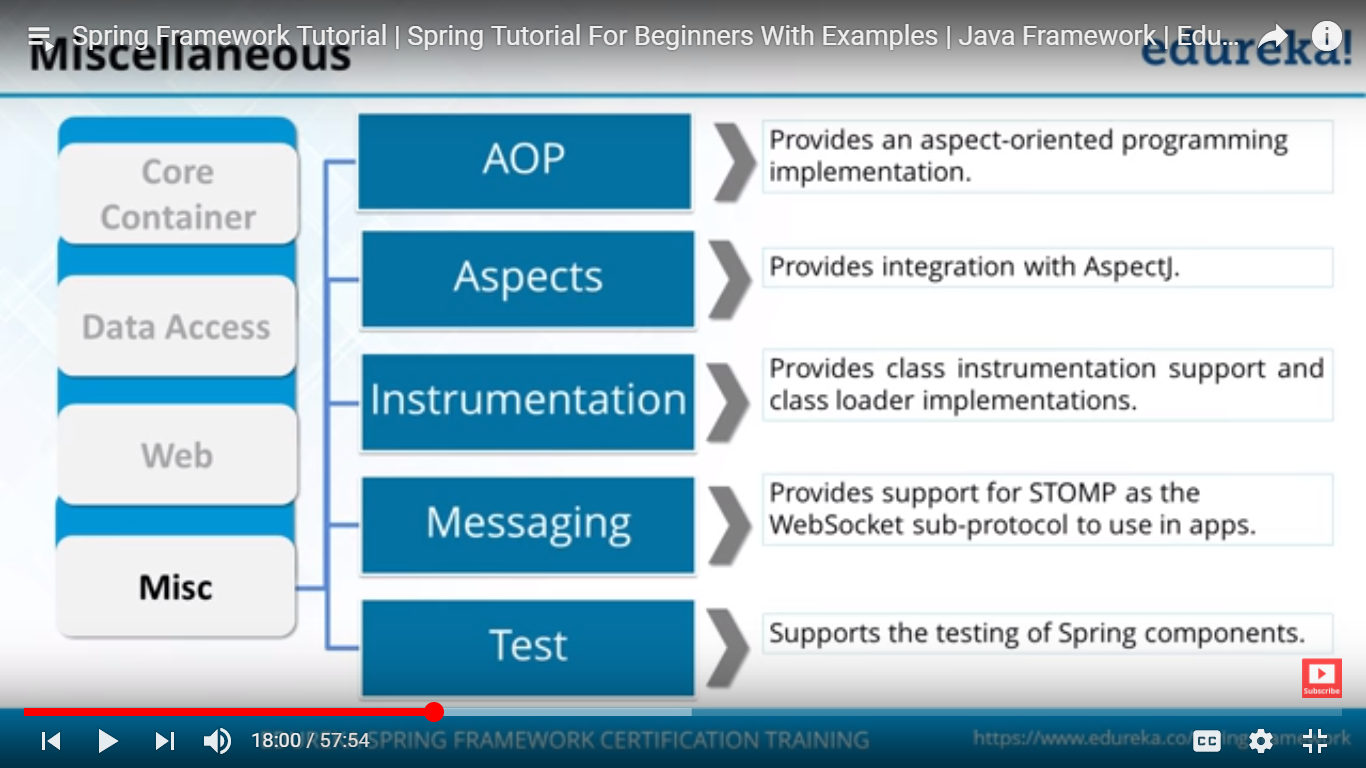 Spring Framework Tutorial | Spring Tutorial For Beginners With Examples | Java Framework | Edu...
Miscellaneous
edureka!
Core
Container
Data Access
Web
Misc
AOP
Provides an aspect-oriented programming
implementation.
Aspects
Provides integration with AspectJ.
Instrumentation
Provides class instrumentation support and
class loader implementations.
Messaging
Provides support for STOMP as the
WebSocket sub-protocol to use in apps.
Test
Supports the testing of Spring components.
Subscribe
18:00 / 57:54
SPRING FRAMEWORK CERTIFICATION TRAINING
https://www.edureka.co/
CC